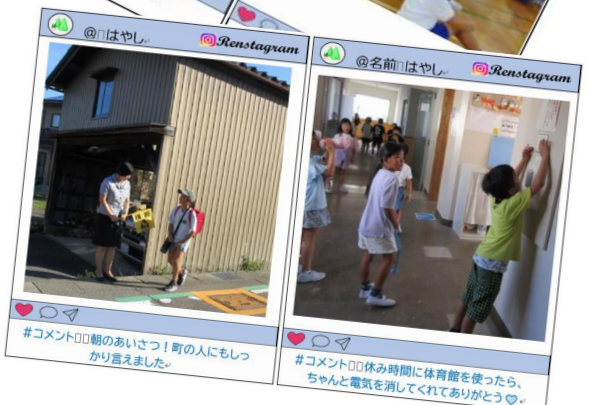 @▯はやし
Renstagram
#コメント▯▯朝のあいさつ！町の人にもしっ
かり言えました
@名前▯はやし
Renstagram
#コメント▯▯休み時間に体育館を使ったら、
ちゃんと電気を消してくれてありがとう♡